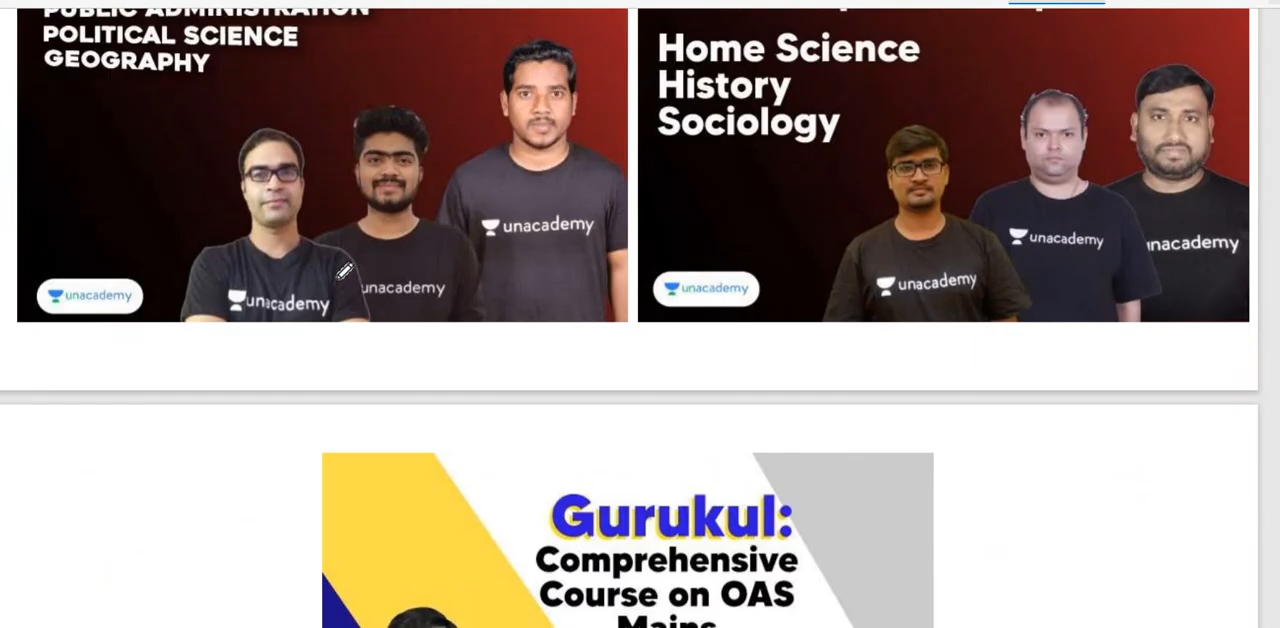 PUBLIC ADMINISTRATION
POLITICAL SCIENCE
GEOGRAPHY
unacademy
unacademy
unacademy
unacademy
Home Science
History
Sociology
unacademy
unacademy
unacademy
unacademy
Gurukul:
Comprehensive
Course on OAS
Mains